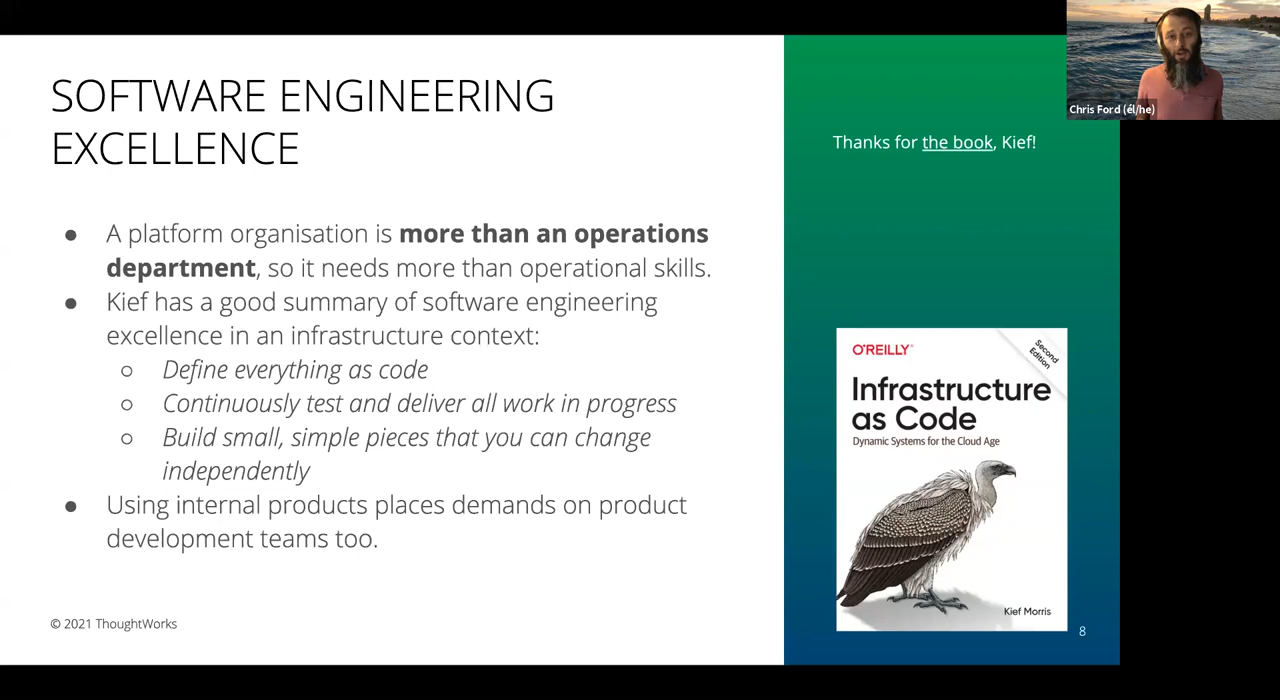 SOFTWARE ENGINEERING
EXCELLENCE
● A platform organisation is more than an operations
department, so it needs more than operational skills.
● Kief has a good summary of software engineering
excellence in an infrastructure context:
○ Define everything as code
○ Continuously test and deliver all work in progress
○ Build small, simple pieces that you can change
independently
● Using internal products places demands on product
development teams too.
© 2021 ThoughtWorks
Thanks for the book, Kief!
O'REILLY®
Second
Edition
Infrastructure
as Code
Dynamic Systems for the Cloud Age
Kief Morris
8
Chris Ford (él/he)